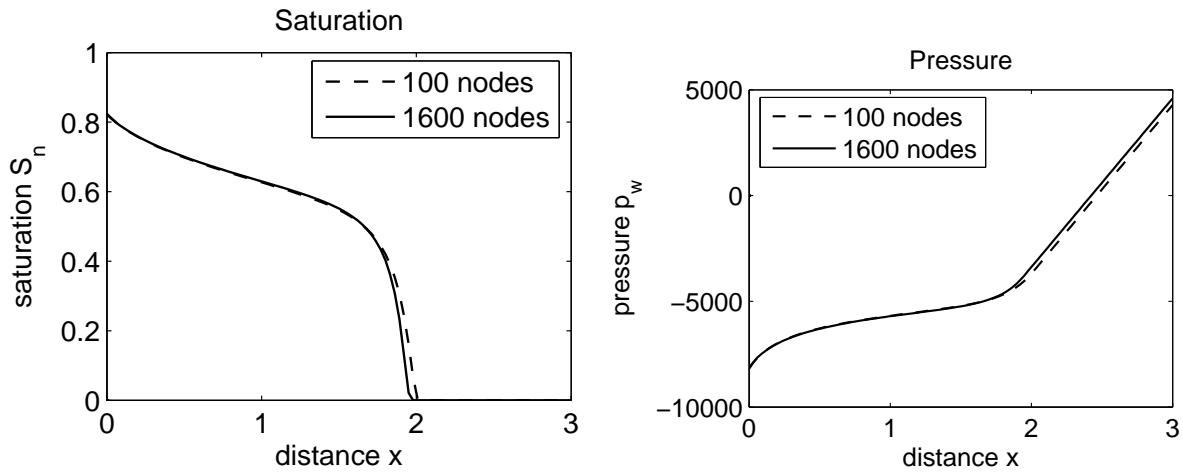 Saturation
1
0.8
0.6
0.4
0.2
0
saturation S_n
100 nodes
1600 nodes
0 1 2 3
distance x
Pressure
5000
0
−5000
−10000
pressure p_w
100 nodes
1600 nodes
0 1 2 3
distance x